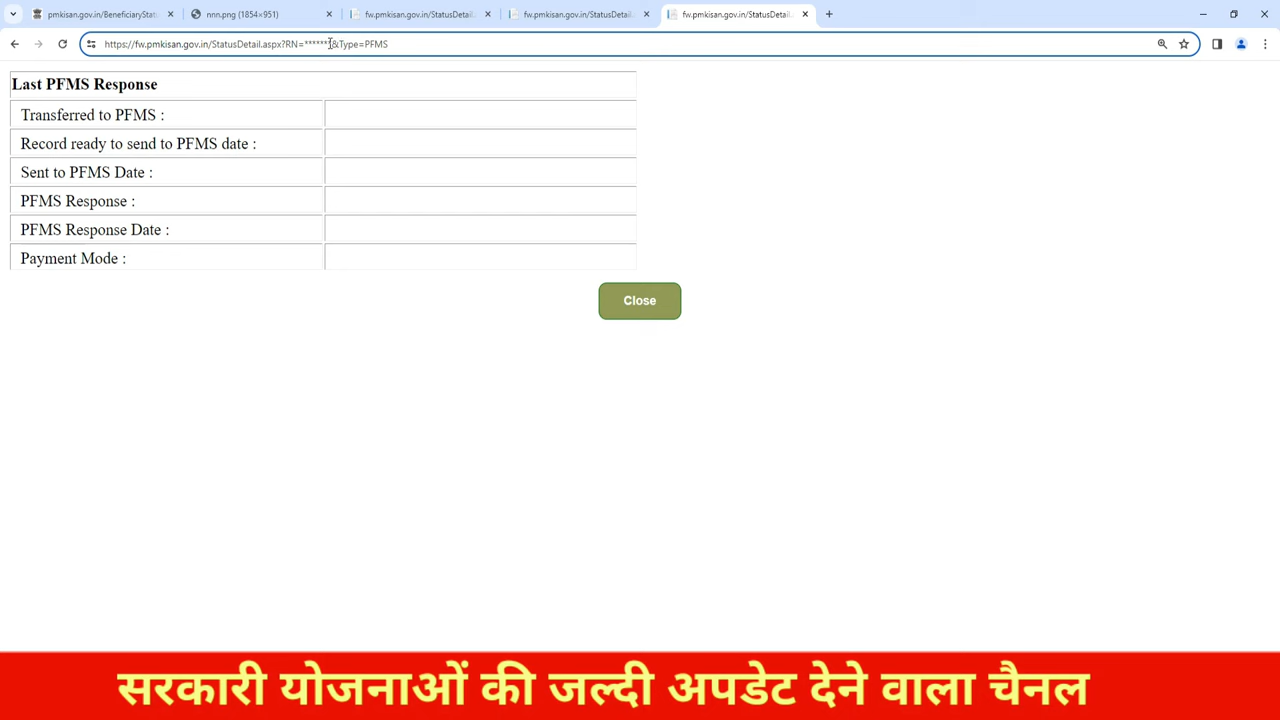 pmkisan.gov.in/BeneficiaryStat
nnn.png (1854×951)
fw.pmkisan.gov.in/StatusDetail.
fw.pmkisan.gov.in/StatusDetail.
fw.pmkisan.gov.in/StatusDetail.
https://fw.pmkisan.gov.in/StatusDetail.aspx?RN=******&Type=PFMS
Last PFMS Response
Transferred to PFMS :
Record ready to send to PFMS date :
Sent to PFMS Date :
PFMS Response :
PFMS Response Date :
Payment Mode :
Close
सरकारी योजनाओं की जल्दी अपडेट देने वाला चैनल